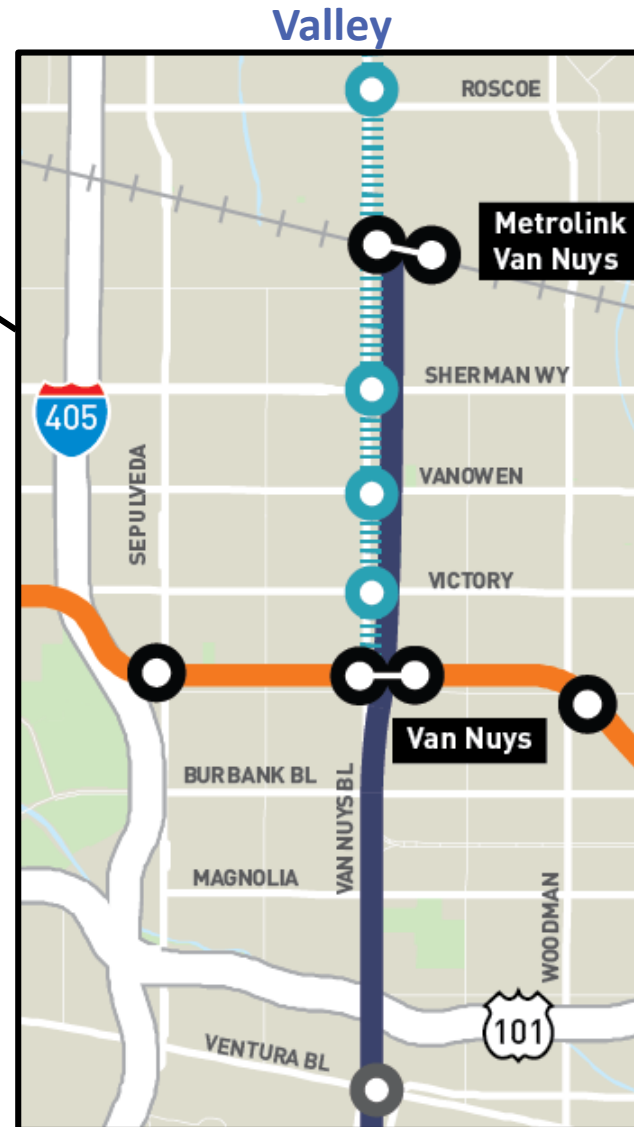 Valley
ROSCOE
Metrolink
Van Nuys
SHERMAN WY
405
SEPULVEDA
VANOWEN
VICTORY
Van Nuys
BURBANK BL
VAN NUYS BL
MAGNOLIA
WOODMAN
101
VENTURA BL